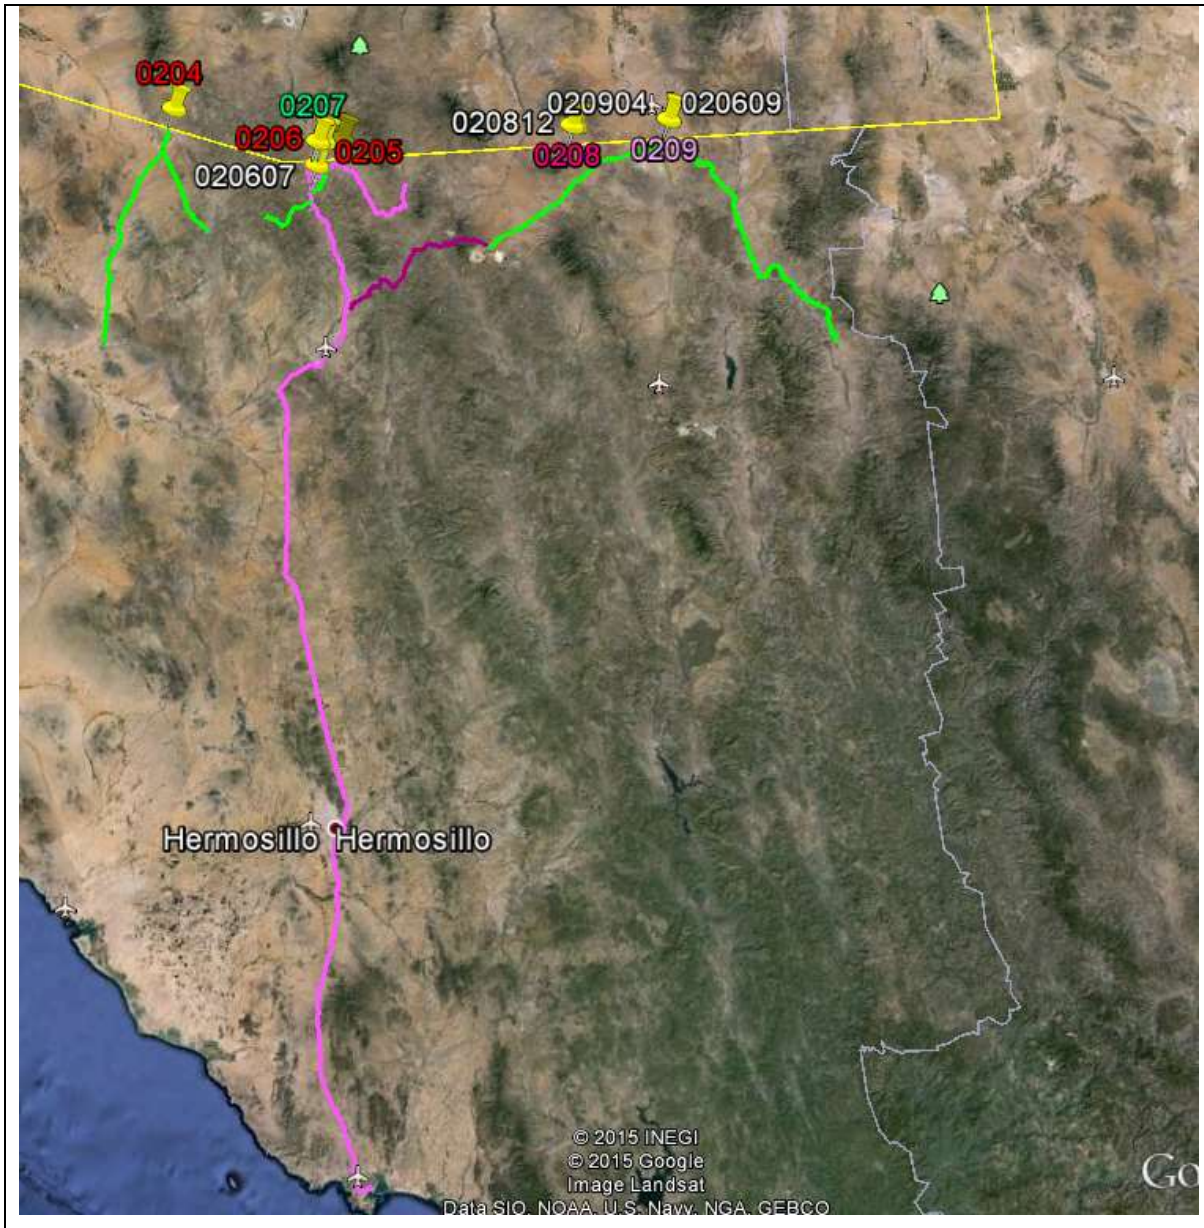 0204
0207
020904 020609
020812
0206
0205
0208
0209
020607
Hermosillo Hermosillo
© 2015 INEGI
© 2015 Google
Image Landsat
Data SIO, NOAA, U.S. Navy, NGA, GEBCO
Go